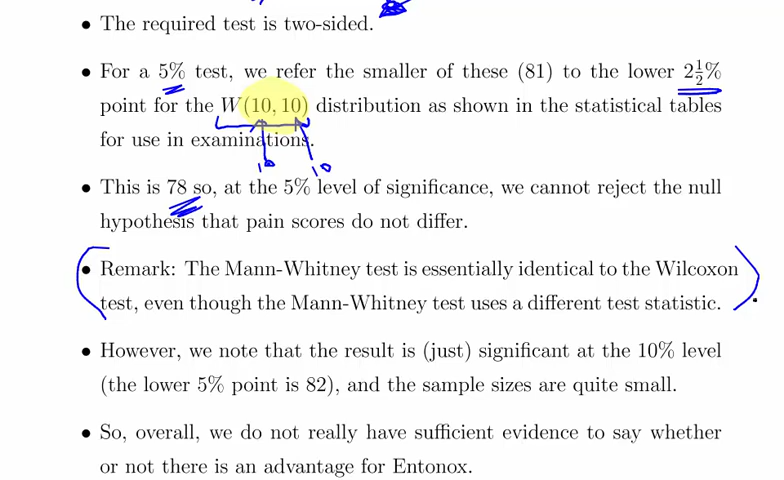 • The required test is two-sided.
• For a 5% test, we refer the smaller of these (81) to the lower 2½%
point for the W(10, 10) distribution as shown in the statistical tables
for use in examinations.
10 10
• This is 78 so, at the 5% level of significance, we cannot reject the null
hypothesis that pain scores do not differ.
• Remark: The Mann-Whitney test is essentially identical to the Wilcoxon
test, even though the Mann-Whitney test uses a different test statistic.
• However, we note that the result is (just) significant at the 10% level
(the lower 5% point is 82), and the sample sizes are quite small.
• So, overall, we do not really have sufficient evidence to say whether
or not there is an advantage for Entonox.